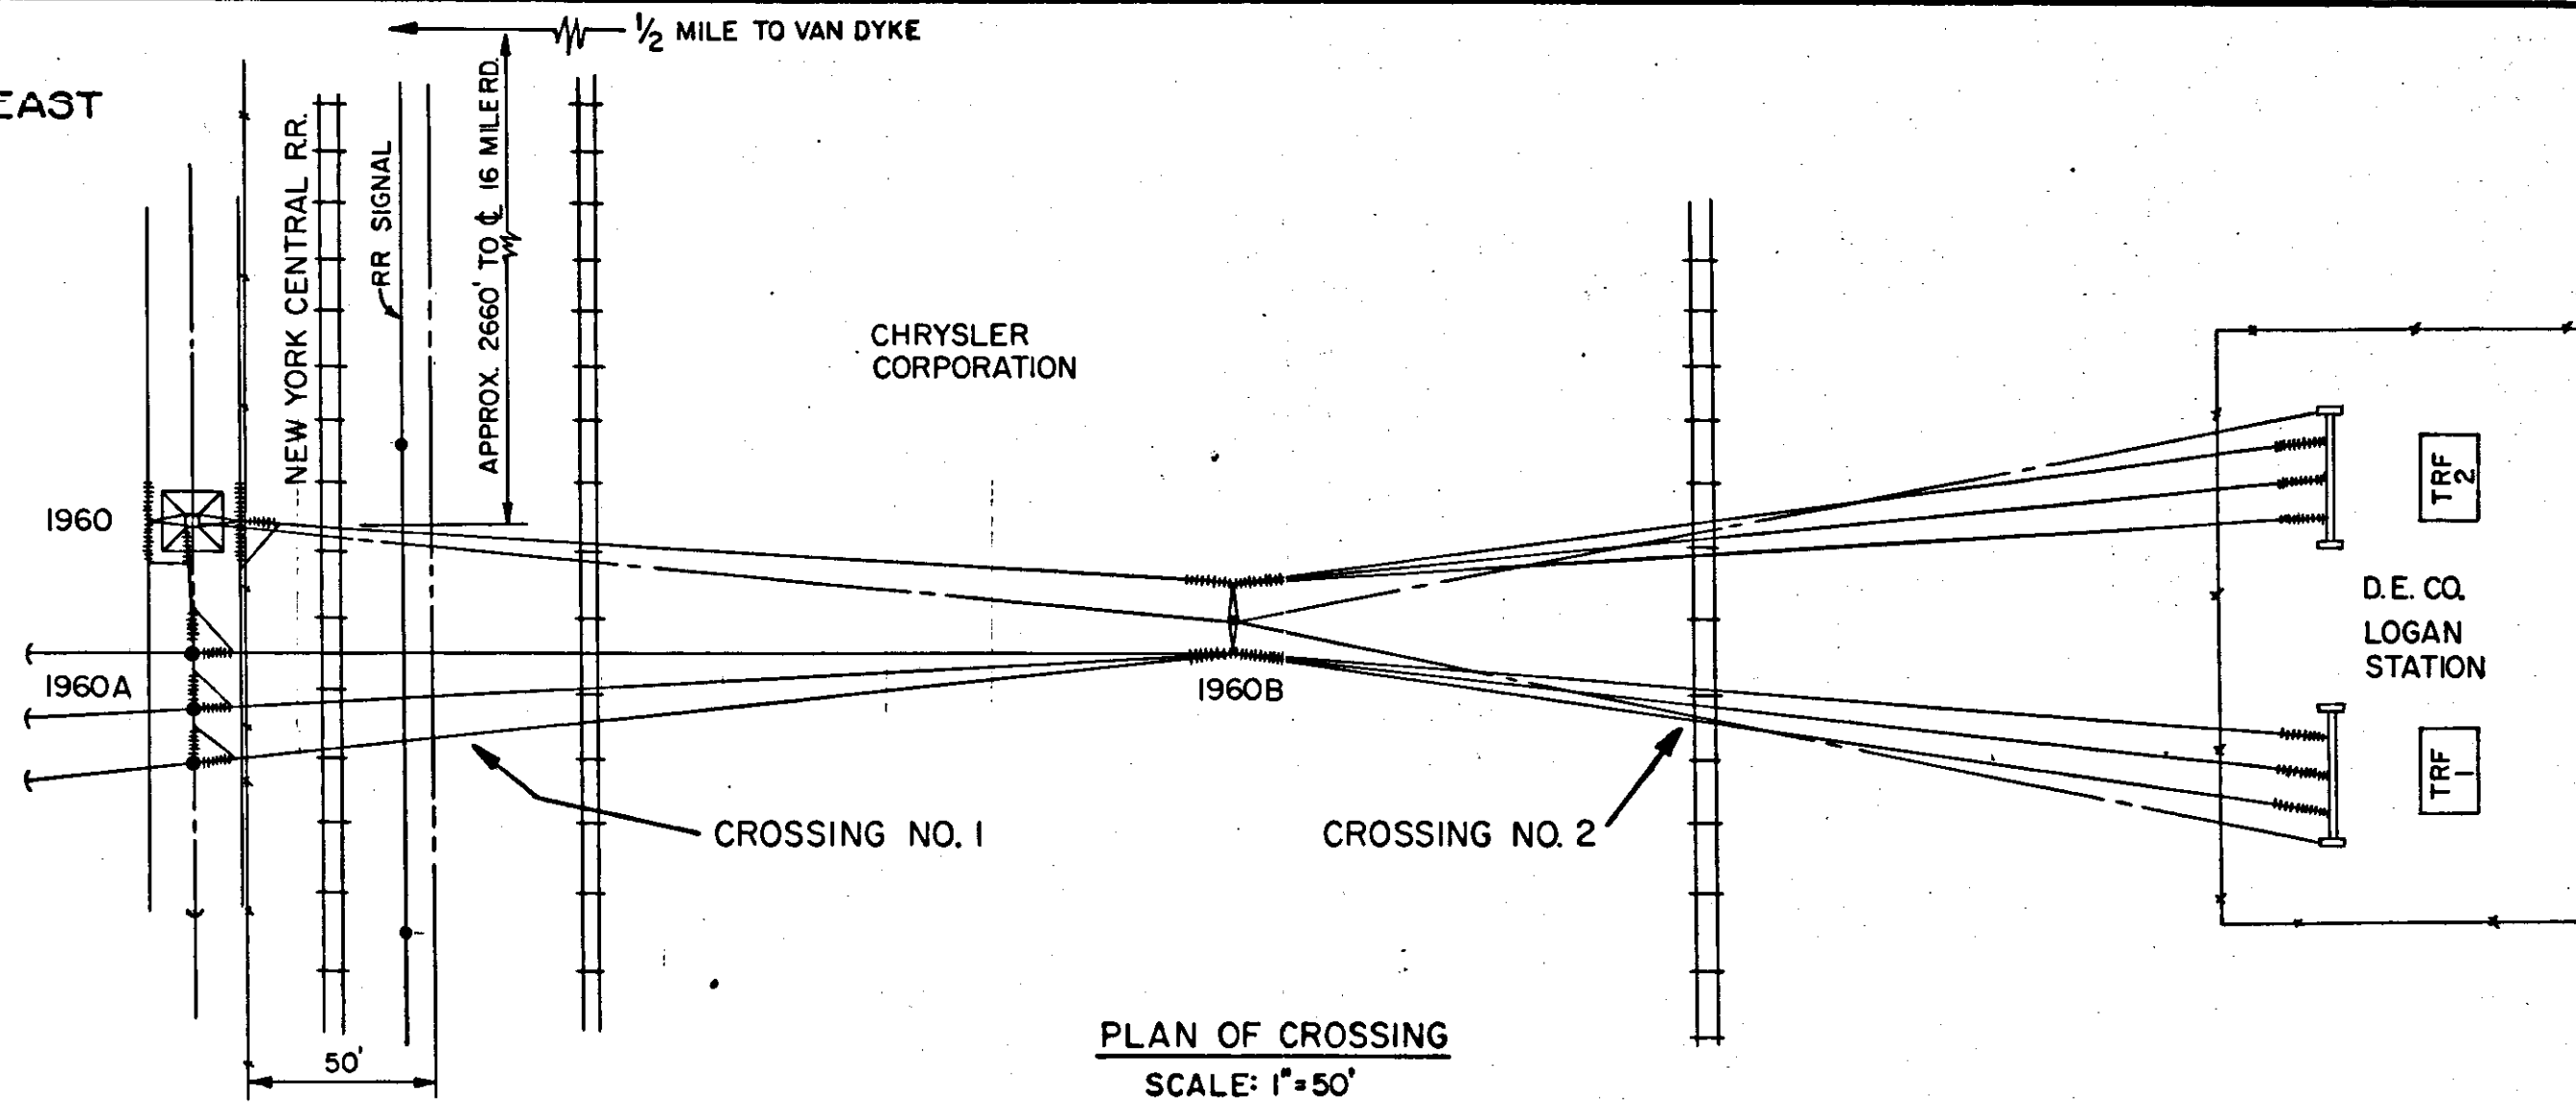 1/2 MILE TO VAN DYKE
EAST
NEW YORK CENTRAL R.R.
RR SIGNAL
APPROX. 2660' TO ℄ 16 MILE RD.
CHRYSLER
CORPORATION
1960
1960A
1960B
TRF
2
D.E. CO.
LOGAN
STATION
TRF
1
CROSSING NO. 1
CROSSING NO. 2
50'
PLAN OF CROSSING
SCALE: 1"=50'